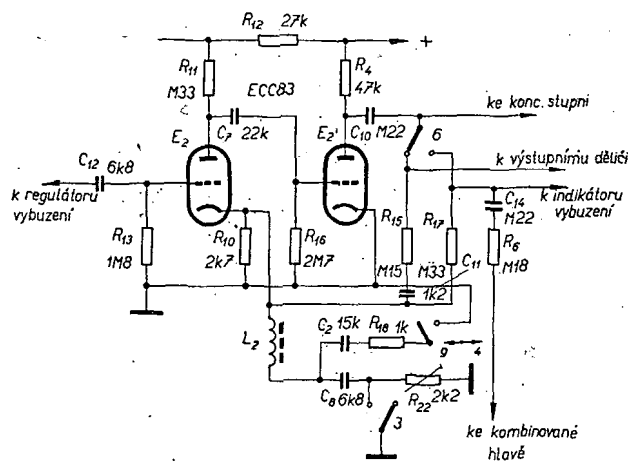 R12 27k
+
R11
M33
R4
47k
ECC83
C7 22k
C10 M22
ke konc. stupni
E2
E2'
6
C12 6k8
k výstupnímu děliči
k regulátoru
vybuzení
k indikátoru
vybuzení
C14
M22
R13
1M8
R10
2k7
R16
2M7
R15
M15
R17
M33
C11
1k2
R6
M18
L2
C2 15k R18 1k
9 4
C8 6k8
R22 2k2
3
ke kombinované
hlavě